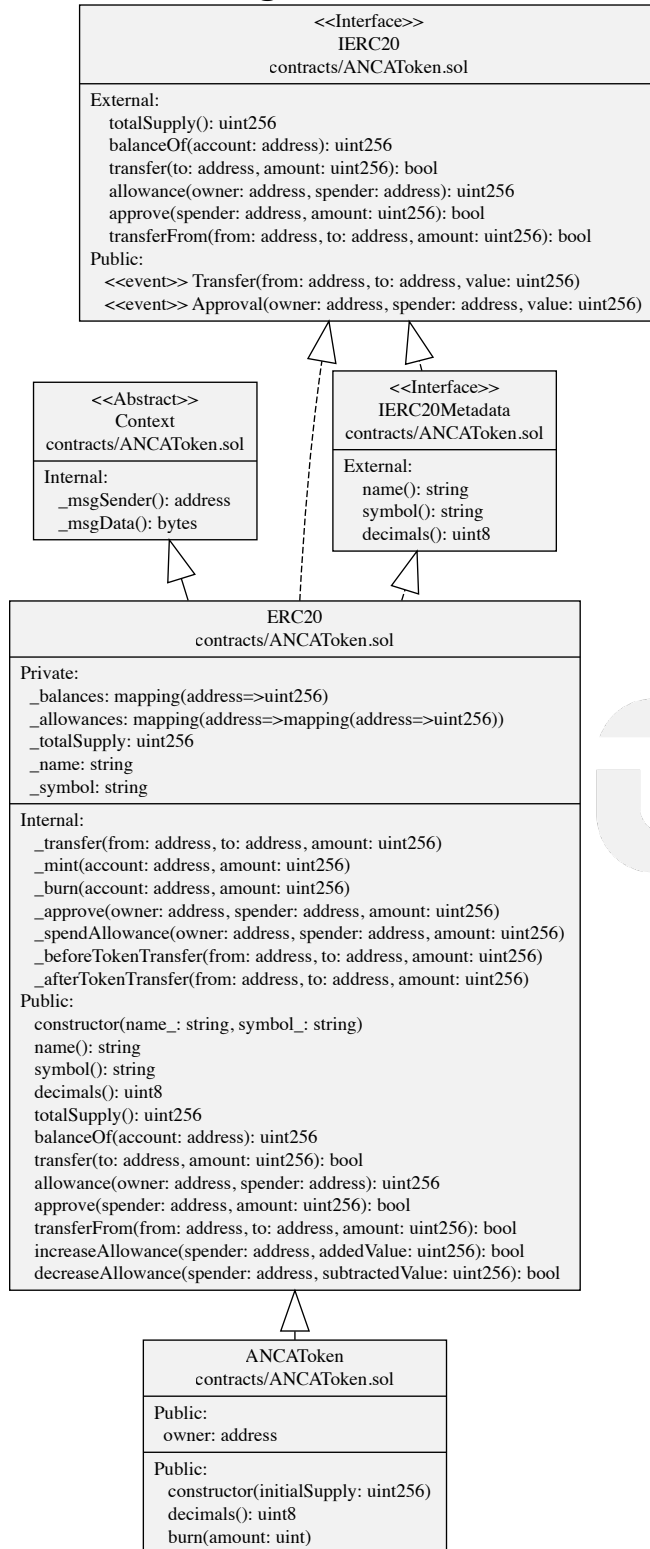 <<Interface>>
IERC20
contracts/ANCAToken.sol
External:
totalSupply(): uint256
balanceOf(account: address): uint256
transfer(to: address, amount: uint256): bool
allowance(owner: address, spender: address): uint256
approve(spender: address, amount: uint256): bool
transferFrom(from: address, to: address, amount: uint256): bool
Public:
<<event>> Transfer(from: address, to: address, value: uint256)
<<event>> Approval(owner: address, spender: address, value: uint256)
<<Abstract>>
Context
contracts/ANCAToken.sol
Internal:
_msgSender(): address
_msgData(): bytes
<<Interface>>
IERC20Metadata
contracts/ANCAToken.sol
External:
name(): string
symbol(): string
decimals(): uint8
ERC20
contracts/ANCAToken.sol
Private:
_balances: mapping(address=>uint256)
_allowances: mapping(address=>mapping(address=>uint256))
_totalSupply: uint256
_name: string
_symbol: string
Internal:
_transfer(from: address, to: address, amount: uint256)
_mint(account: address, amount: uint256)
_burn(account: address, amount: uint256)
_approve(owner: address, spender: address, amount: uint256)
_spendAllowance(owner: address, spender: address, amount: uint256)
_beforeTokenTransfer(from: address, to: address, amount: uint256)
_afterTokenTransfer(from: address, to: address, amount: uint256)
Public:
constructor(name_: string, symbol_: string)
name(): string
symbol(): string
decimals(): uint8
totalSupply(): uint256
balanceOf(account: address): uint256
transfer(to: address, amount: uint256): bool
allowance(owner: address, spender: address): uint256
approve(spender: address, amount: uint256): bool
transferFrom(from: address, to: address, amount: uint256): bool
increaseAllowance(spender: address, addedValue: uint256): bool
decreaseAllowance(spender: address, subtractedValue: uint256): bool
ANCAToken
contracts/ANCAToken.sol
Public:
owner: address
Public:
constructor(initialSupply: uint256)
decimals(): uint8
burn(amount: uint)